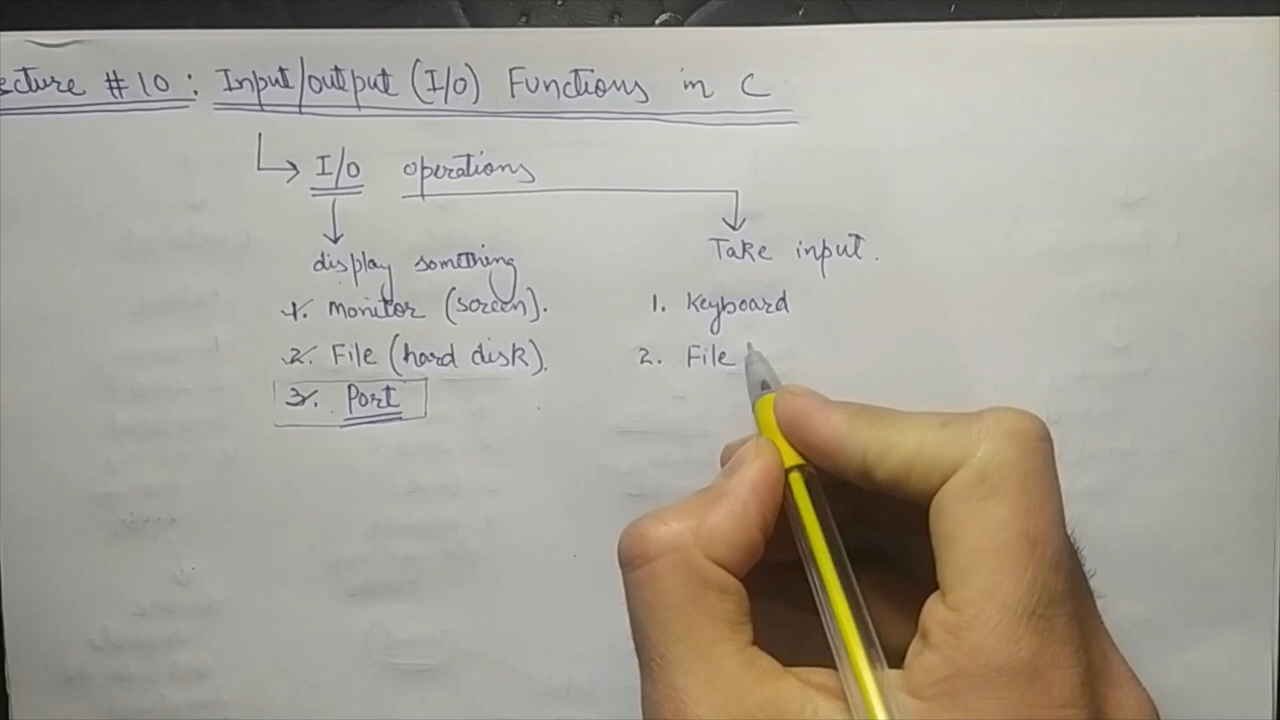 ecture #10: Input/output (I/O) Functions in C
I/O operations
display something
1. Monitor (screen).
2. File (hard disk).
3. Port
Take input.
1. Keyboard
2. File